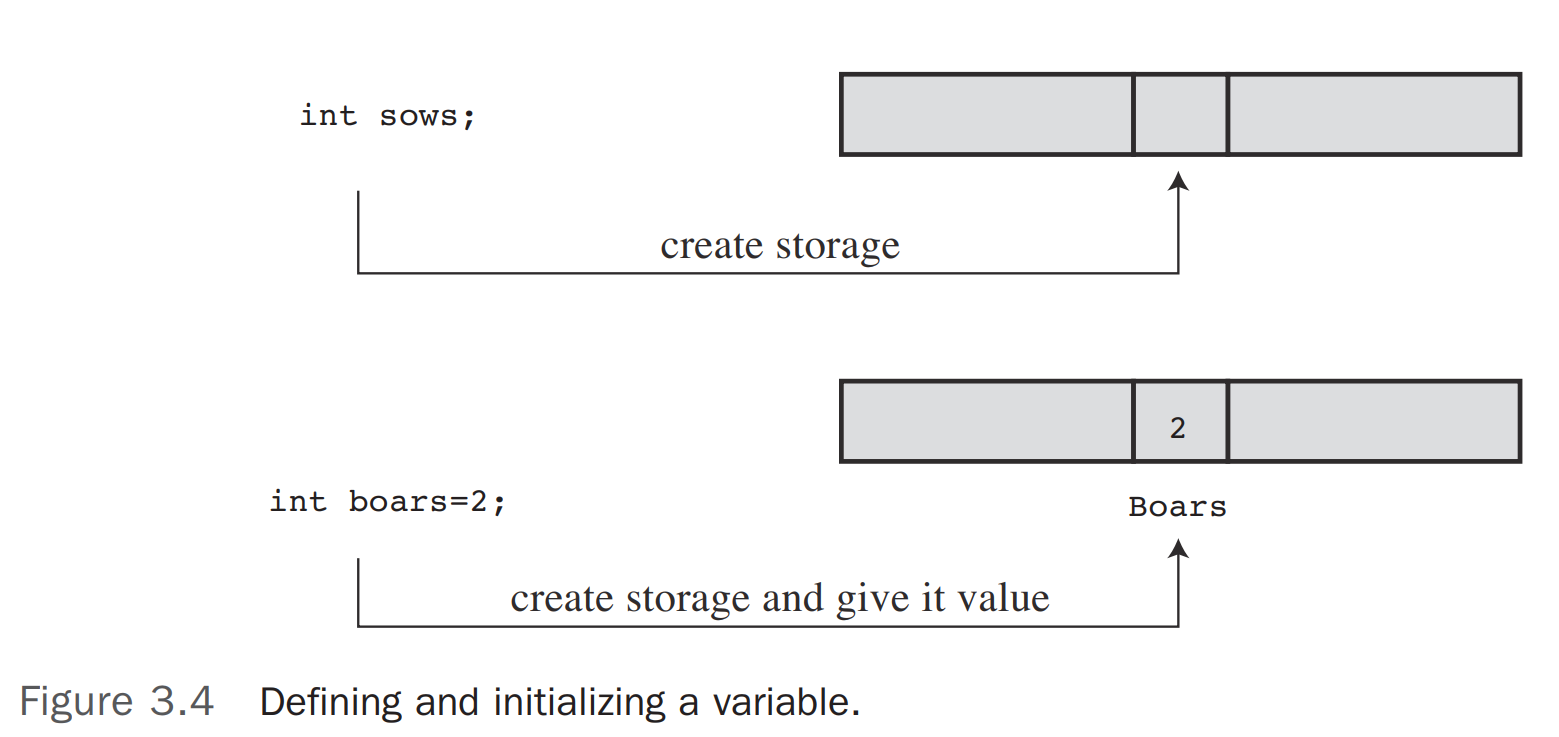 int sows;
create storage
2
int boars=2;
Boars
create storage and give it value
Figure 3.4 Defining and initializing a variable.